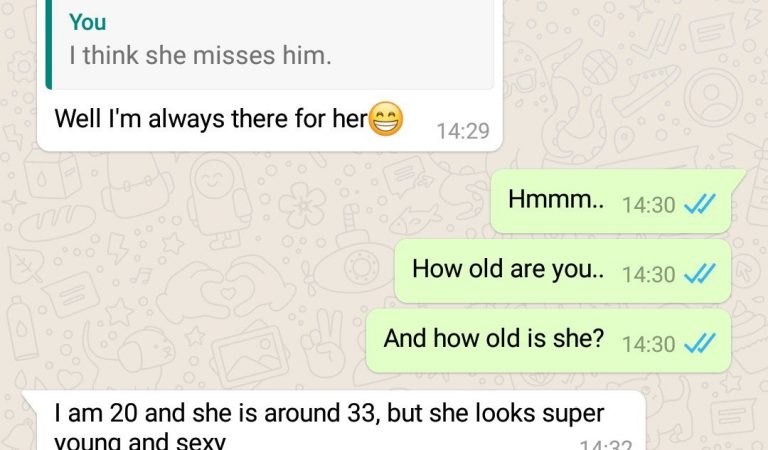 You
I think she misses him.
Well I'm always there for her😁
14:29
Hmmm..
14:30
How old are you..
14:30
And how old is she?
14:30
I am 20 and she is around 33, but she looks super
young and sexy
14:32